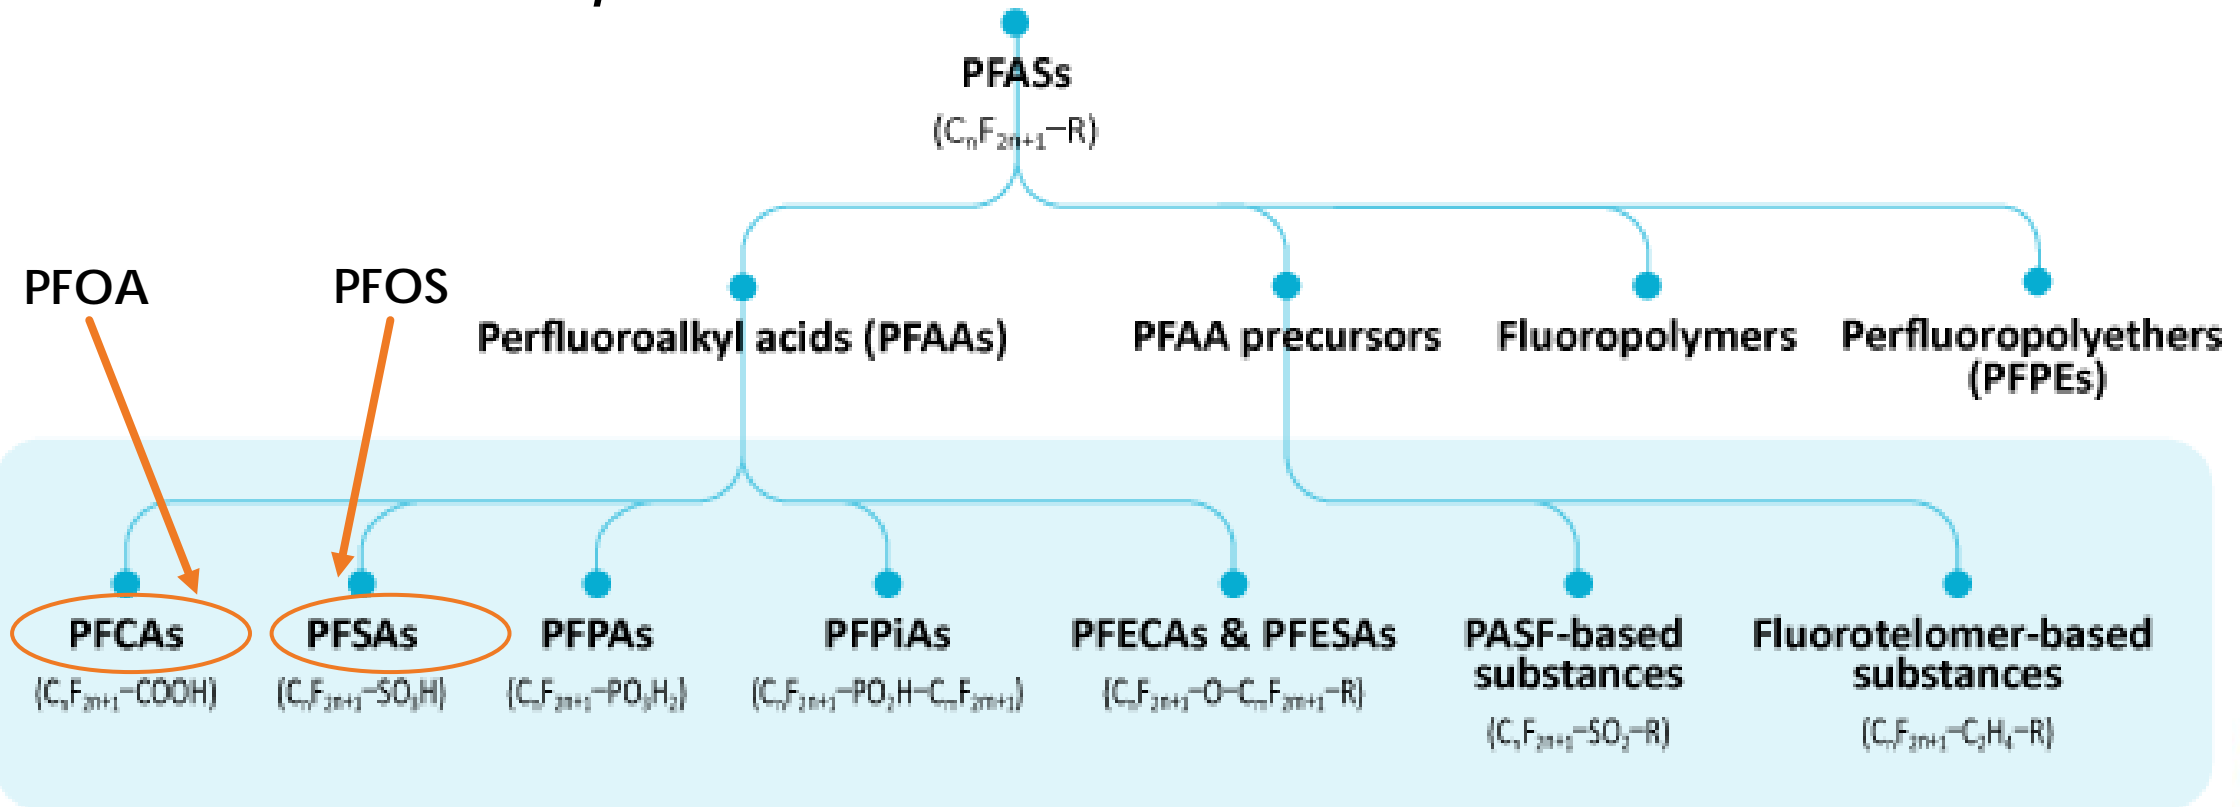 PFASs
(CₙF₂ₙ₊₁–R)
PFOA
PFOS
Perfluoroalkyl acids (PFAAs)
PFAA precursors
Fluoropolymers
Perfluoropolyethers
(PFPEs)
PFCAs
(CₙF₂ₙ₊₁–COOH)
PFSAs
(CₙF₂ₙ₊₁–SO₃H)
PFPAs
(CₙF₂ₙ₊₁–PO₃H₂)
PFPiAs
(CₙF₂ₙ₊₁–PO₂H–CₘF₂ₘ₊₁)
PFECAs & PFESAs
(CₙF₂ₙ₊₁–O–CₘF₂ₘ₊₁–R)
PASF-based
substances
(CₙF₂ₙ₊₁–SO₂–R)
Fluorotelomer-based
substances
(CₙF₂ₙ₊₁–C₂H₄–R)